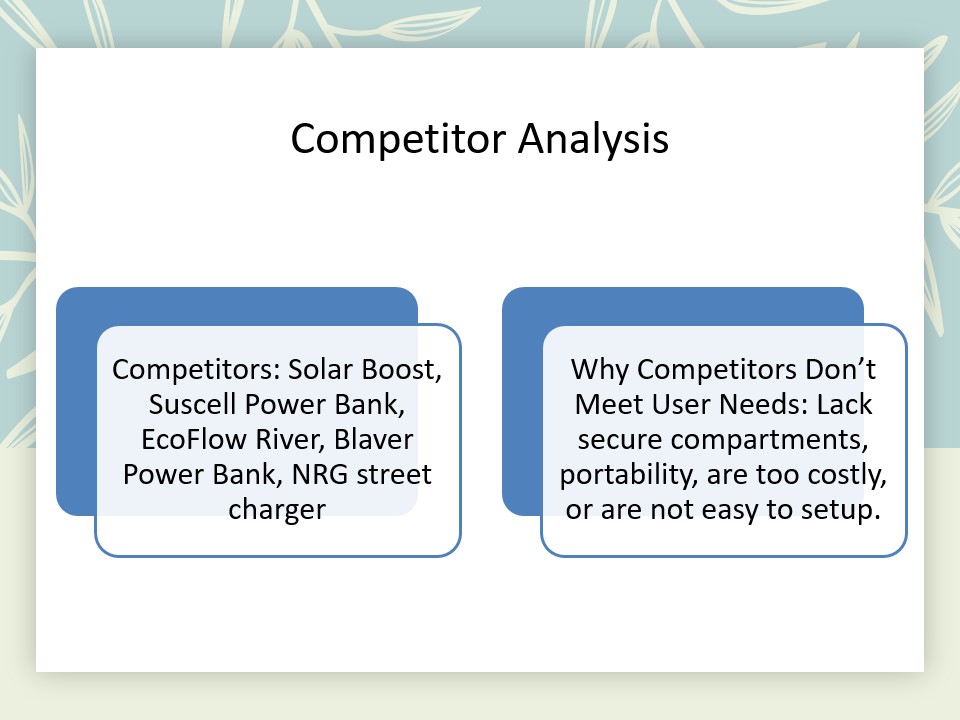 Competitor Analysis
Competitors: Solar Boost,
Suscell Power Bank,
EcoFlow River, Blaver
Power Bank, NRG street
charger
Why Competitors Don’t
Meet User Needs: Lack
secure compartments,
portability, are too costly,
or are not easy to setup.